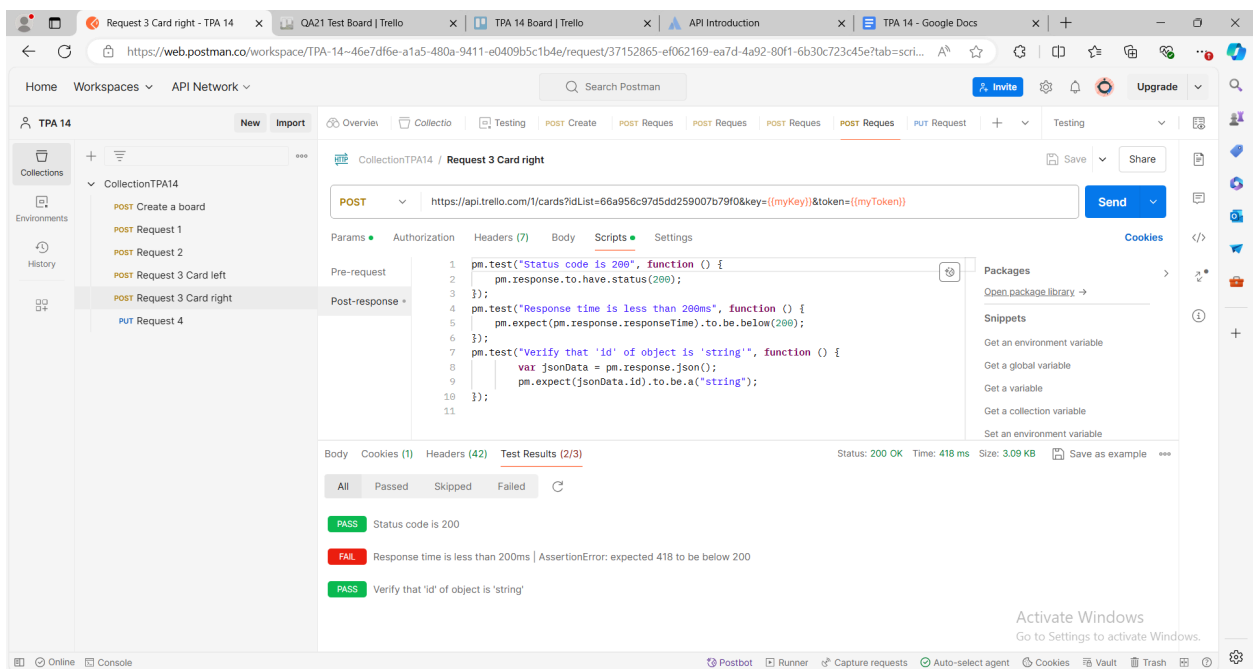 Request 3 Card right - TPA 14
QA21 Test Board | Trello
TPA 14 Board | Trello
API Introduction
TPA 14 - Google Docs
https://web.postman.co/workspace/TPA-14~46e7df6e-a1a5-480a-9411-e0409b5c1b4e/request/37152865-ef062169-ea7d-4a92-80f1-6b30c723c45e?tab=scri...
Home Workspaces API Network Search Postman Invite Upgrade
TPA 14 New Import Overview Collectio Testing POST Create POST Reques POST Reques POST Reques POST Reques PUT Request Testing
Collections
Environments
History
CollectionTPA14
POST Create a board
POST Request 1
POST Request 2
POST Request 3 Card left
POST Request 3 Card right
PUT Request 4
HTTP CollectionTPA14 / Request 3 Card right Save Share
POST https://api.trello.com/1/cards?idList=66a956c97d5dd259007b79f0&key={{myKey}}&token={{myToken}} Send
Params Authorization Headers (7) Body Scripts Settings Cookies
Pre-request
Post-response
1 pm.test("Status code is 200", function () {
2 pm.response.to.have.status(200);
3 });
4 pm.test("Response time is less than 200ms", function () {
5 pm.expect(pm.response.responseTime).to.be.below(200);
6 });
7 pm.test("Verify that 'id' of object is 'string'", function () {
8 var jsonData = pm.response.json();
9 pm.expect(jsonData.id).to.be.a("string");
10 });
11
Packages
Open package library →
Snippets
Get an environment variable
Get a global variable
Get a variable
Get a collection variable
Set an environment variable
Body Cookies (1) Headers (42) Test Results (2/3) Status: 200 OK Time: 418 ms Size: 3.09 KB Save as example
All Passed Skipped Failed
PASS Status code is 200
FAIL Response time is less than 200ms | AssertionError: expected 418 to be below 200
PASS Verify that 'id' of object is 'string'
Activate Windows
Go to Settings to activate Windows.
Online Console Postbot Runner Capture requests Auto-select agent Cookies Vault Trash